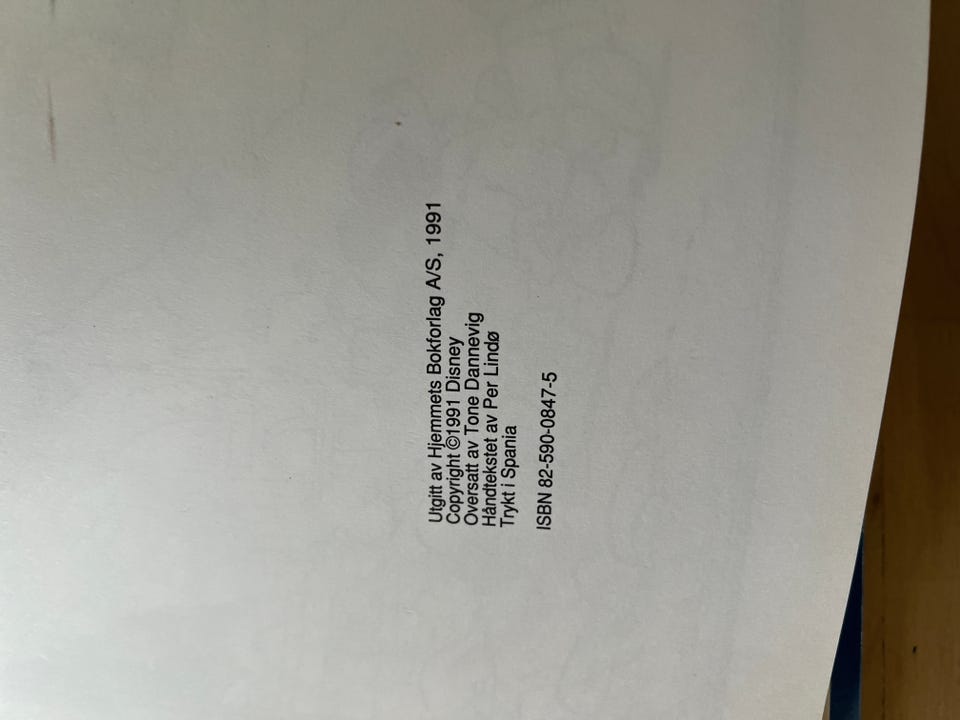 Utgitt av Hjemmets Bokforlag A/S, 1991
Copyright ©1991 Disney
Oversatt av Tone Dannevig
Håndtekstet av Per Lindø
Trykt i Spania
ISBN 82-590-0847-5